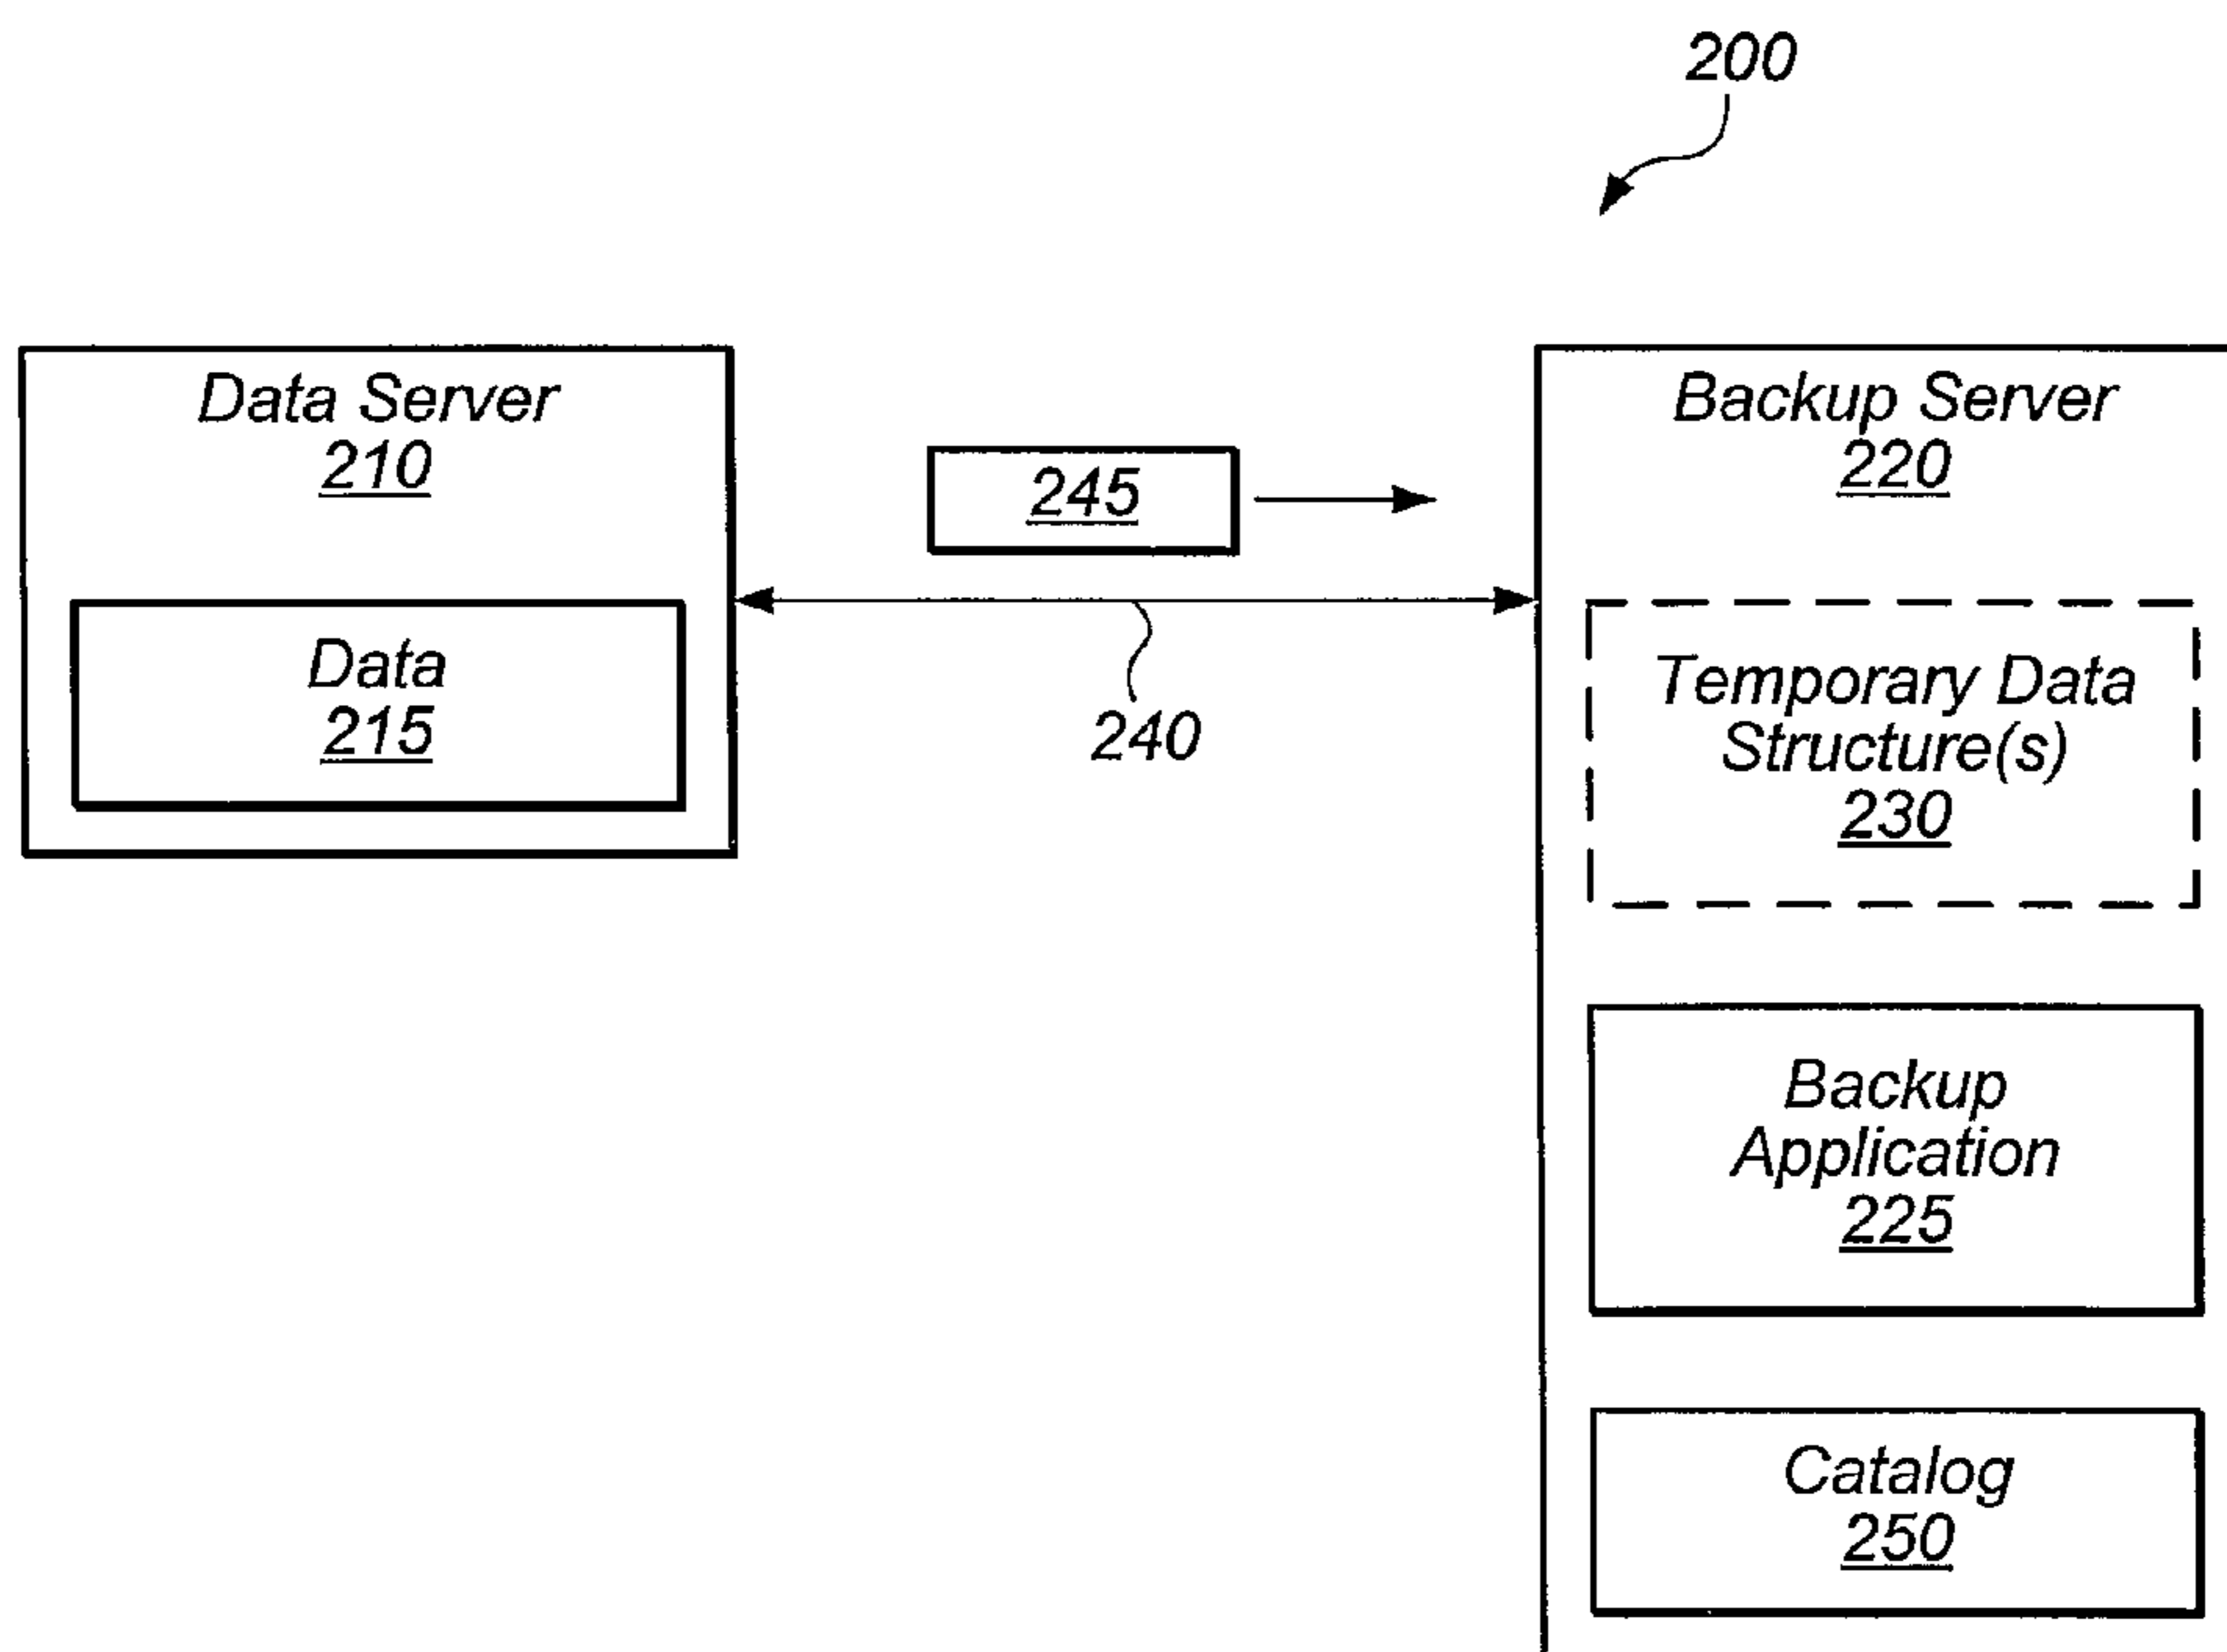 200
Data Server
210
Data
215
245
240
Backup Server
220
Temporary Data
Structure(s)
230
Backup
Application
225
Catalog
250